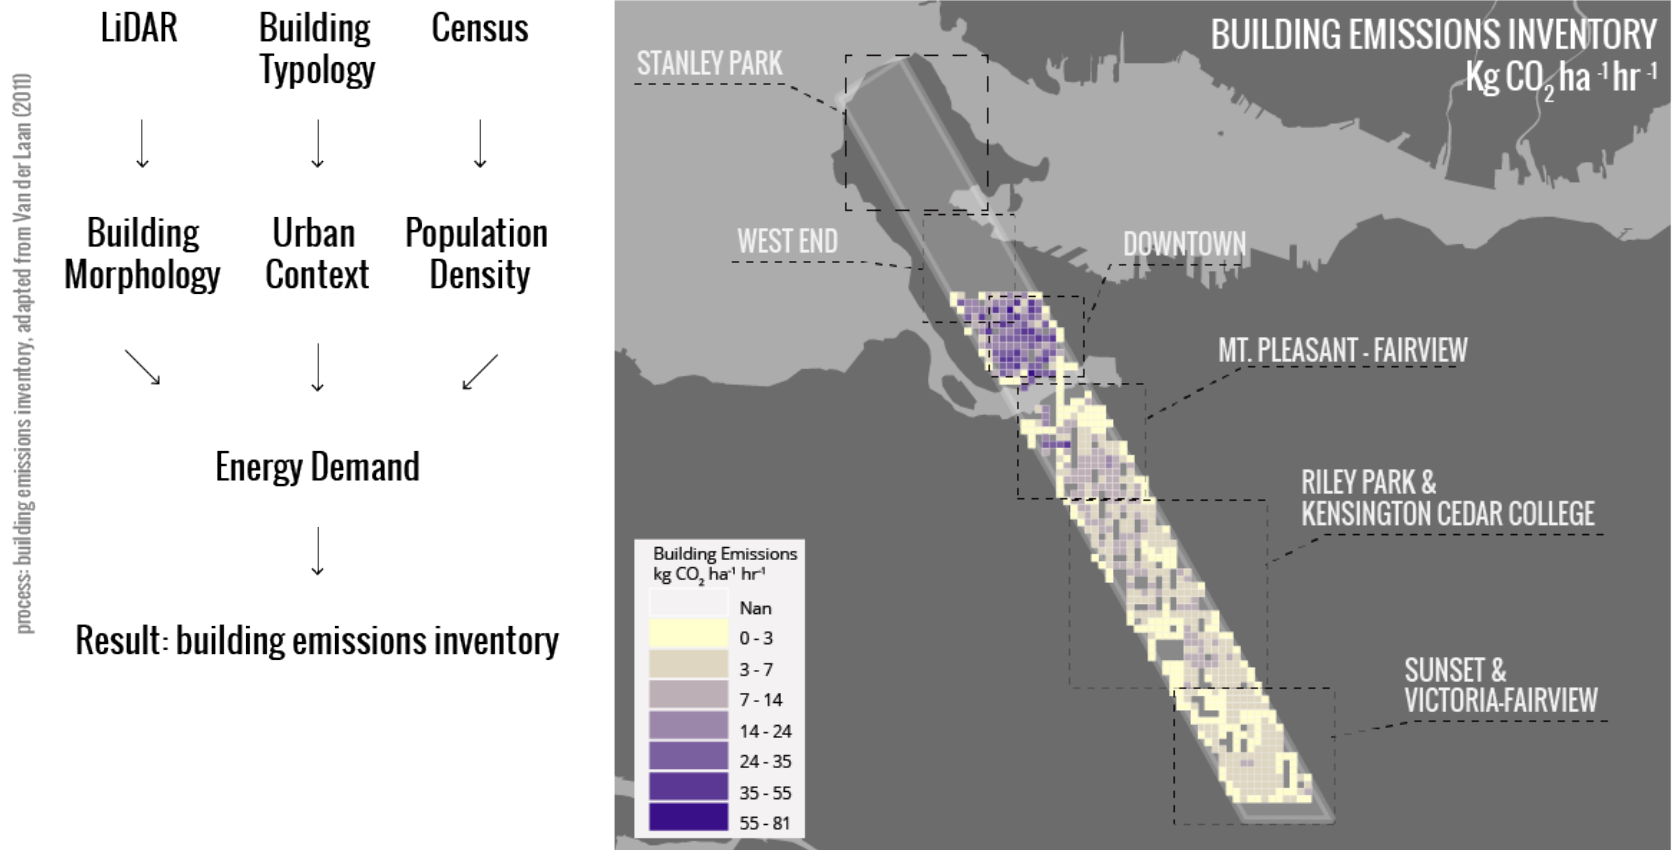 LiDAR
Building
Typology
Census
Building
Morphology
Urban
Context
Population
Density
Energy Demand
Result: building emissions inventory
process: building emissions inventory, adapted from Van der Laan (2011)
BUILDING EMISSIONS INVENTORY
Kg CO₂ ha ⁻¹ hr ⁻¹
STANLEY PARK
WEST END
DOWNTOWN
MT. PLEASANT - FAIRVIEW
RILEY PARK &
KENSINGTON CEDAR COLLEGE
SUNSET &
VICTORIA-FAIRVIEW
Building Emissions
kg CO₂ ha⁻¹ hr⁻¹
Nan
0 - 3
3 - 7
7 - 14
14 - 24
24 - 35
35 - 55
55 - 81